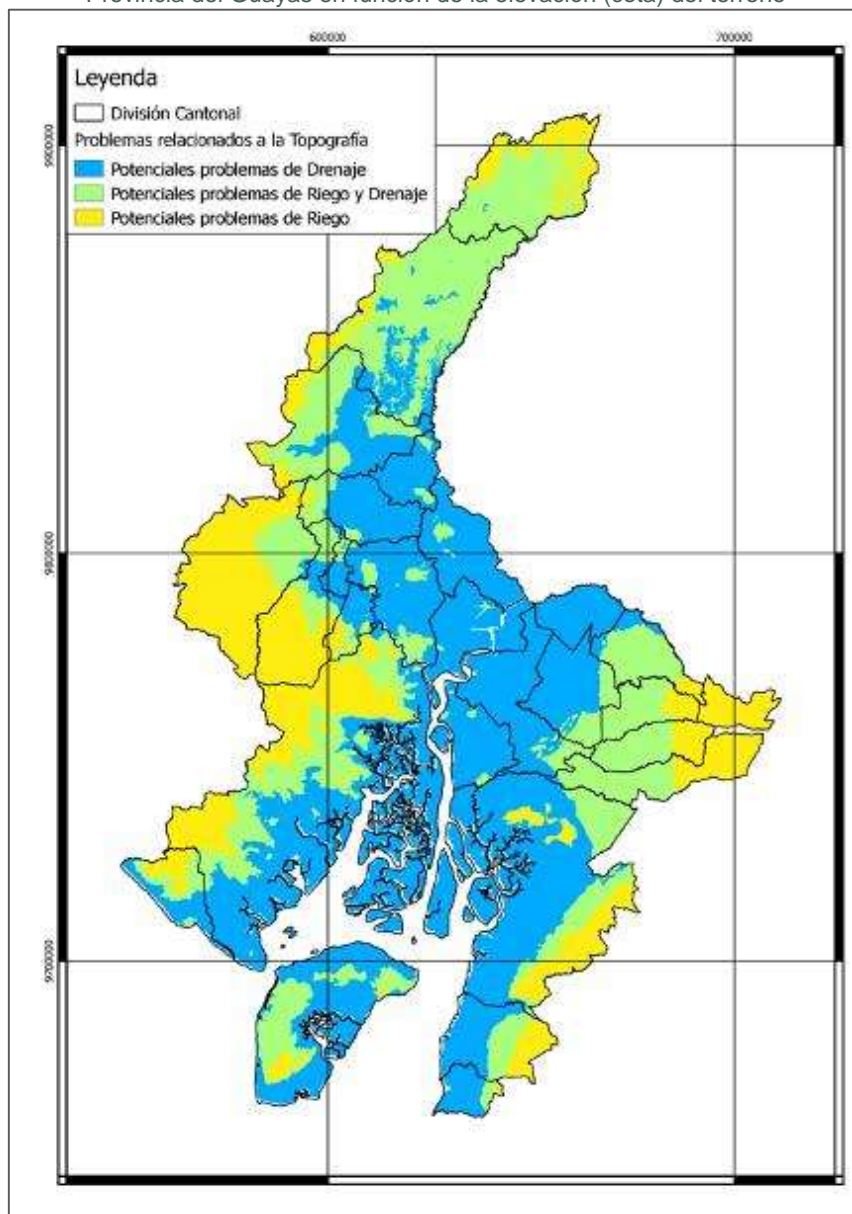 Provincia del Guayas en función de la elevación (cota) del terreno
600000
700000
Leyenda
División Cantonal
Problemas relacionados a la Topografía
Potenciales problemas de Drenaje
Potenciales problemas de Riego y Drenaje
Potenciales problemas de Riego
9900000
9800000
9700000